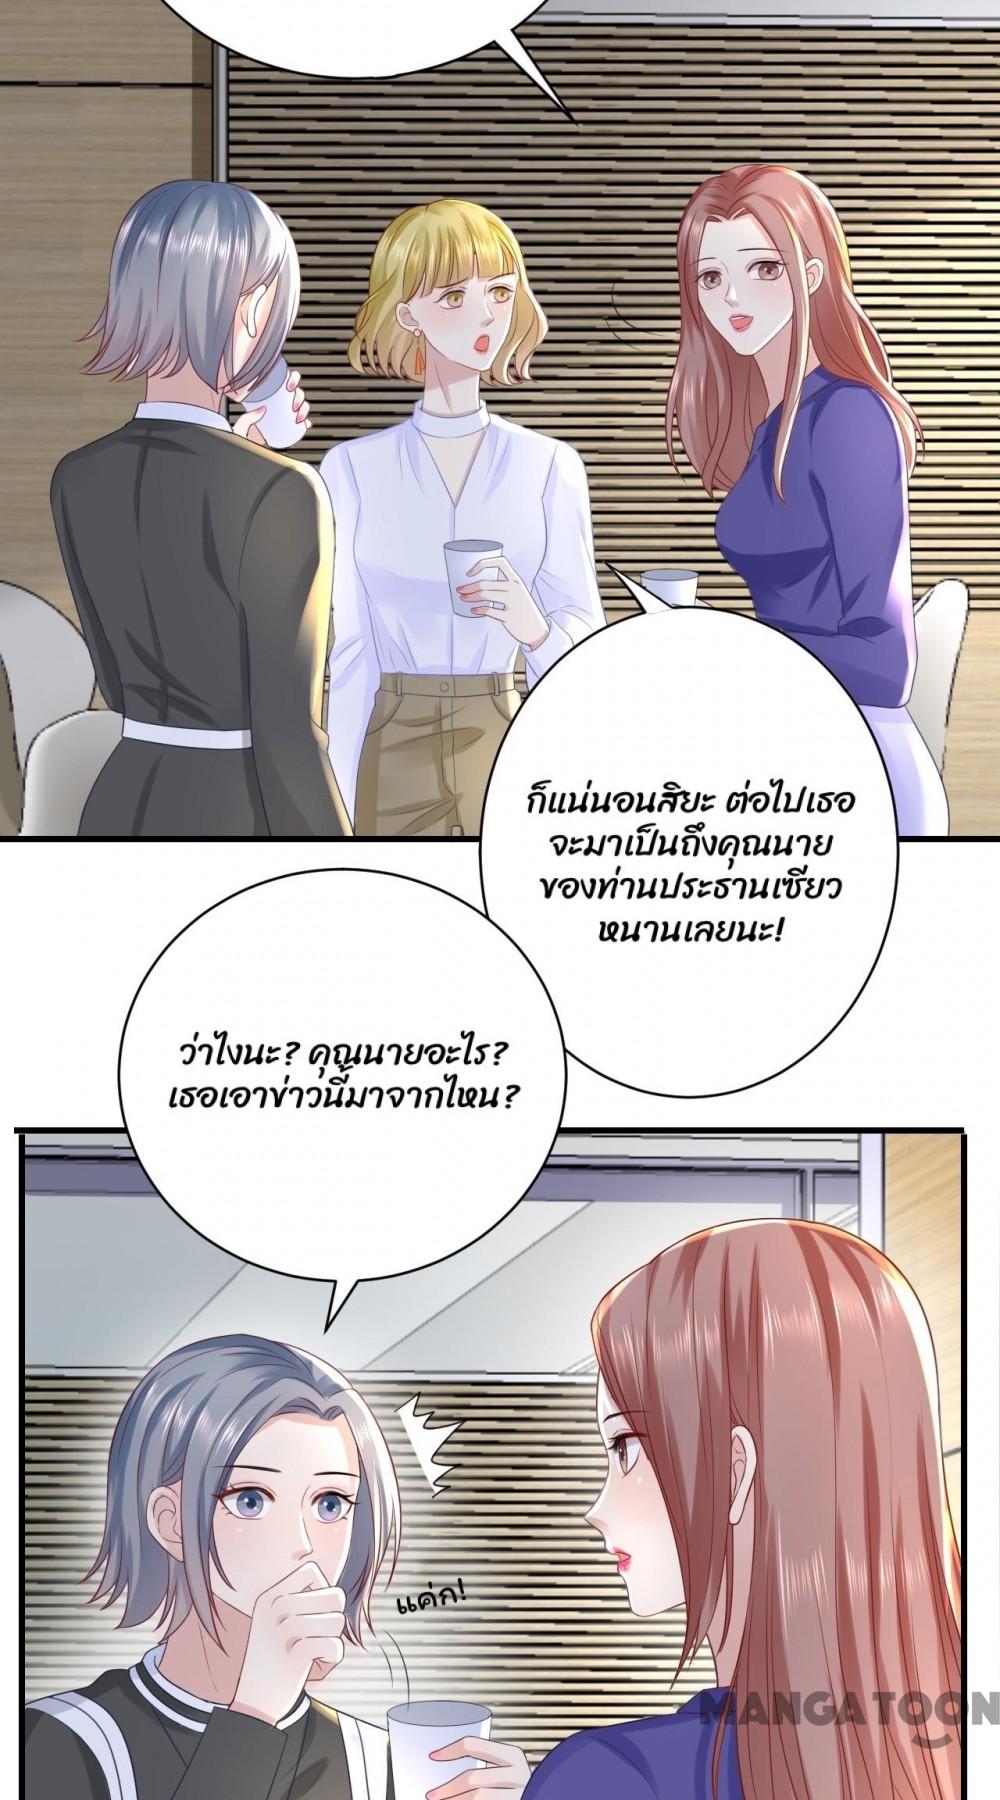 ก็แน่นอนสิยะ ต่อไปเธอ
จะมาเป็นถึงคุณนาย
ของท่านประธานเซียว
หนานเลยนะ!
ว่าไงนะ? คุณนายอะไร?
เธอเอาข่าวนี้มาจากไหน?
แค่ก!
MANGATOON